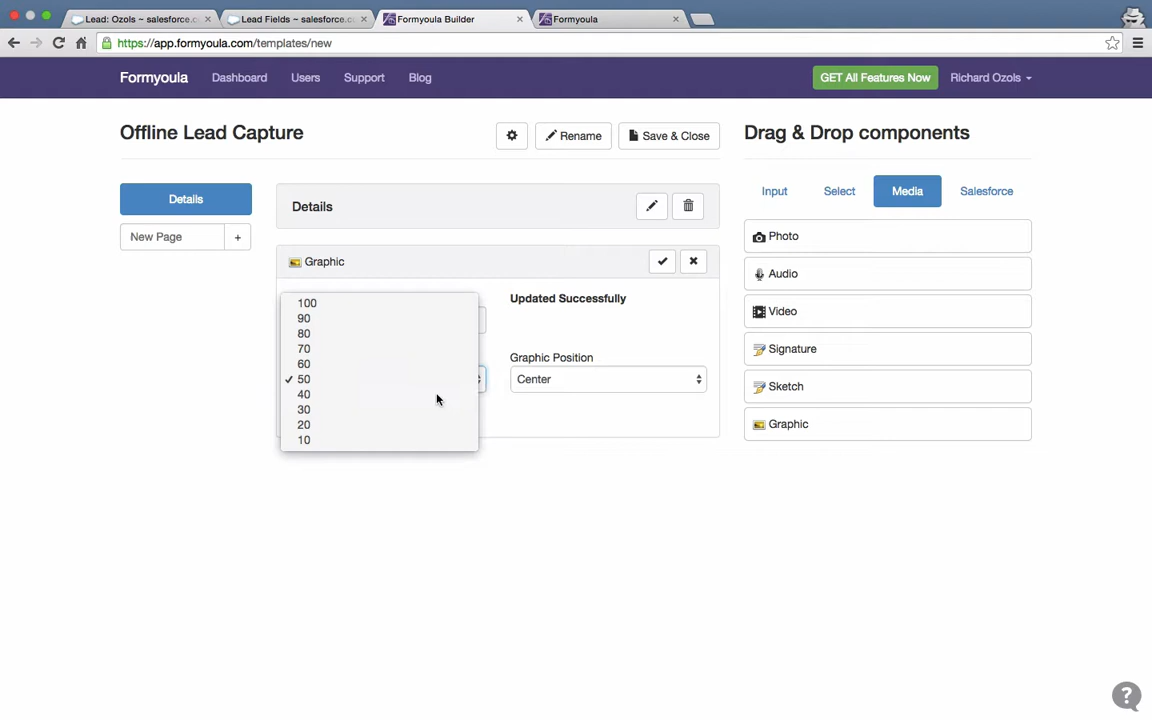 Lead: Ozols ~ salesforce.c
Lead Fields ~ salesforce.c
Formyoula Builder
Formyoula
https://app.formyoula.com/templates/new
Formyoula
Dashboard
Users
Support
Blog
GET All Features Now
Richard Ozols
Offline Lead Capture
Rename
Save & Close
Drag & Drop components
Details
New Page
+
Details
Input
Select
Media
Salesforce
Graphic
Updated Successfully
Graphic Position
Center
100
90
80
70
60
✓ 50
40
30
20
10
Photo
Audio
Video
Signature
Sketch
Graphic
?